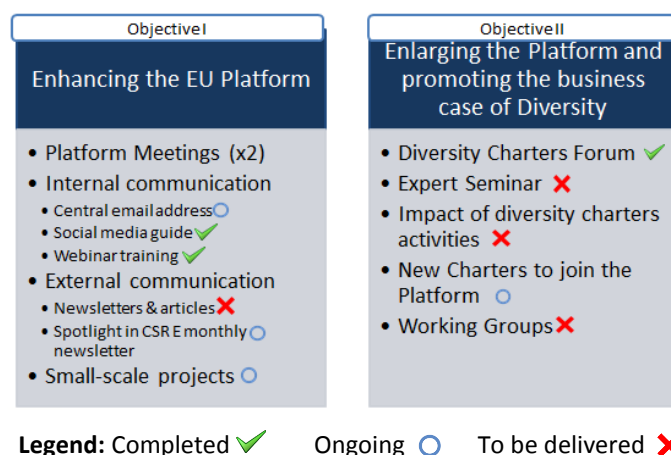 Objective I
Enhancing the EU Platform
• Platform Meetings (x2)
• Internal communication
• Central email address
• Social media guide
• Webinar training
• External communication
• Newsletters & articles
• Spotlight in CSR E monthly
newsletter
• Small-scale projects
Objective II
Enlarging the Platform and
promoting the business
case of Diversity
• Diversity Charters Forum
• Expert Seminar
• Impact of diversity charters
activities
• New Charters to join the
Platform
• Working Groups
Legend: Completed Ongoing To be delivered